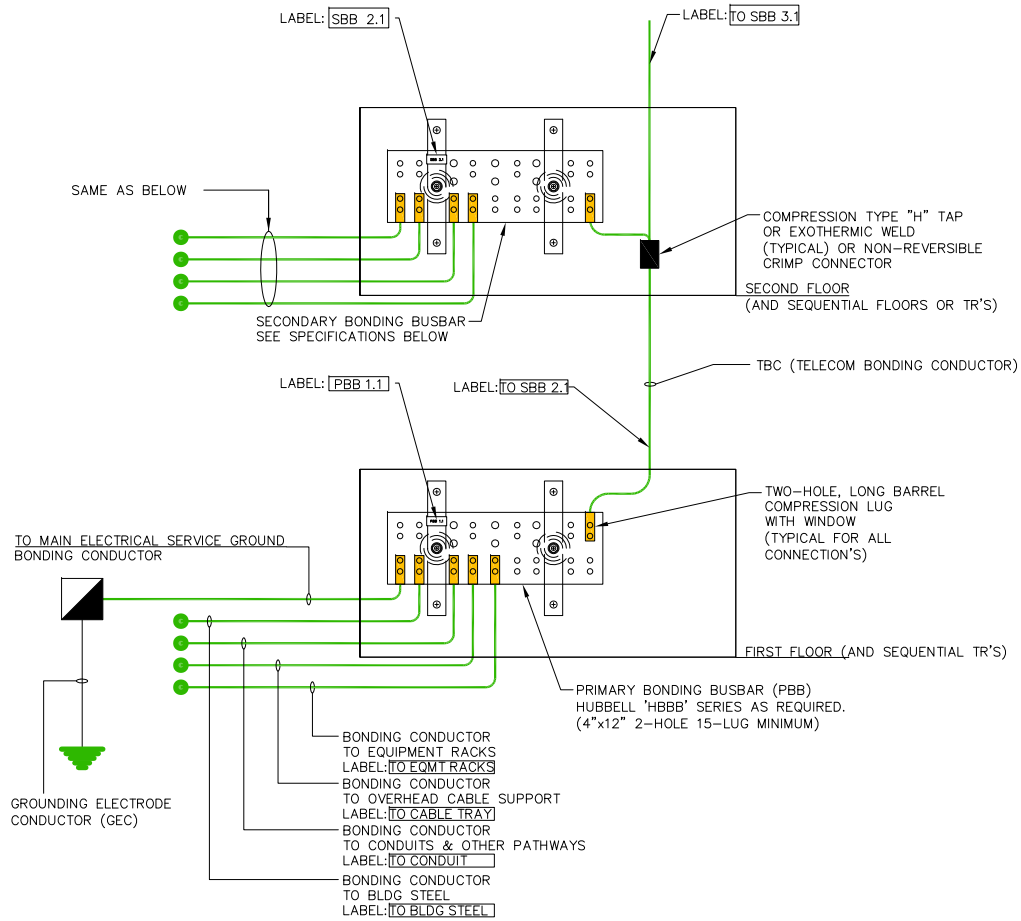 LABEL: SBB 2.1
LABEL: TO SBB 3.1
SBB 2.1
SAME AS BELOW
COMPRESSION TYPE "H" TAP
OR EXOTHERMIC WELD
(TYPICAL) OR NON-REVERSIBLE
CRIMP CONNECTOR
SECOND FLOOR
(AND SEQUENTIAL FLOORS OR TR'S)
SECONDARY BONDING BUSBAR
SEE SPECIFICATIONS BELOW
TBC (TELECOM BONDING CONDUCTOR)
LABEL: PBB 1.1
LABEL: TO SBB 2.1
TWO-HOLE, LONG BARREL
COMPRESSION LUG
WITH WINDOW
(TYPICAL FOR ALL
CONNECTION'S)
PBB 1.1
TO MAIN ELECTRICAL SERVICE GROUND
BONDING CONDUCTOR
FIRST FLOOR (AND SEQUENTIAL TR'S)
PRIMARY BONDING BUSBAR (PBB)
HUBBELL 'HBBB' SERIES AS REQUIRED.
(4"x12" 2-HOLE 15-LUG MINIMUM)
BONDING CONDUCTOR
TO EQUIPMENT RACKS
LABEL: TO EQMT RACKS
BONDING CONDUCTOR
TO OVERHEAD CABLE SUPPORT
LABEL: TO CABLE TRAY
GROUNDING ELECTRODE
CONDUCTOR (GEC)
BONDING CONDUCTOR
TO CONDUITS & OTHER PATHWAYS
LABEL: TO CONDUIT
BONDING CONDUCTOR
TO BLDG STEEL
LABEL: TO BLDG STEEL